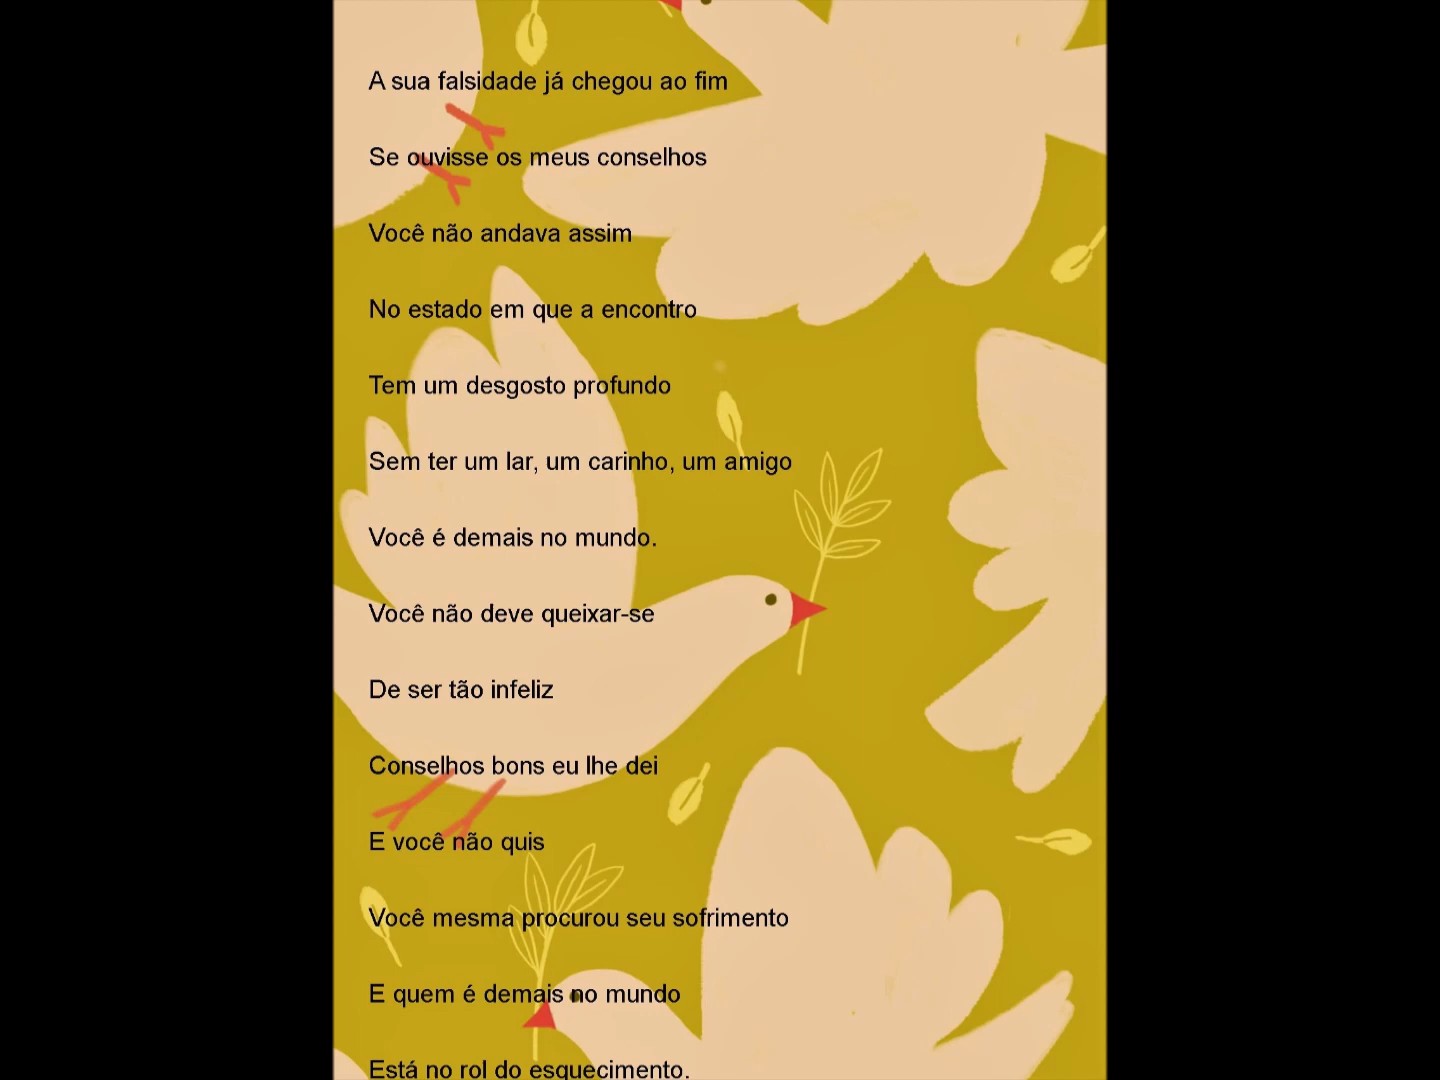 A sua falsidade já chegou ao fim
Se ouvisse os meus conselhos
Você não andava assim
No estado em que a encontro
Tem um desgosto profundo
Sem ter um lar, um carinho, um amigo
Você é demais no mundo.
Você não deve queixar-se
De ser tão infeliz
Conselhos bons eu lhe dei
E você não quis
Você mesma procurou seu sofrimento
E quem é demais no mundo
Está no rol do esquecimento.